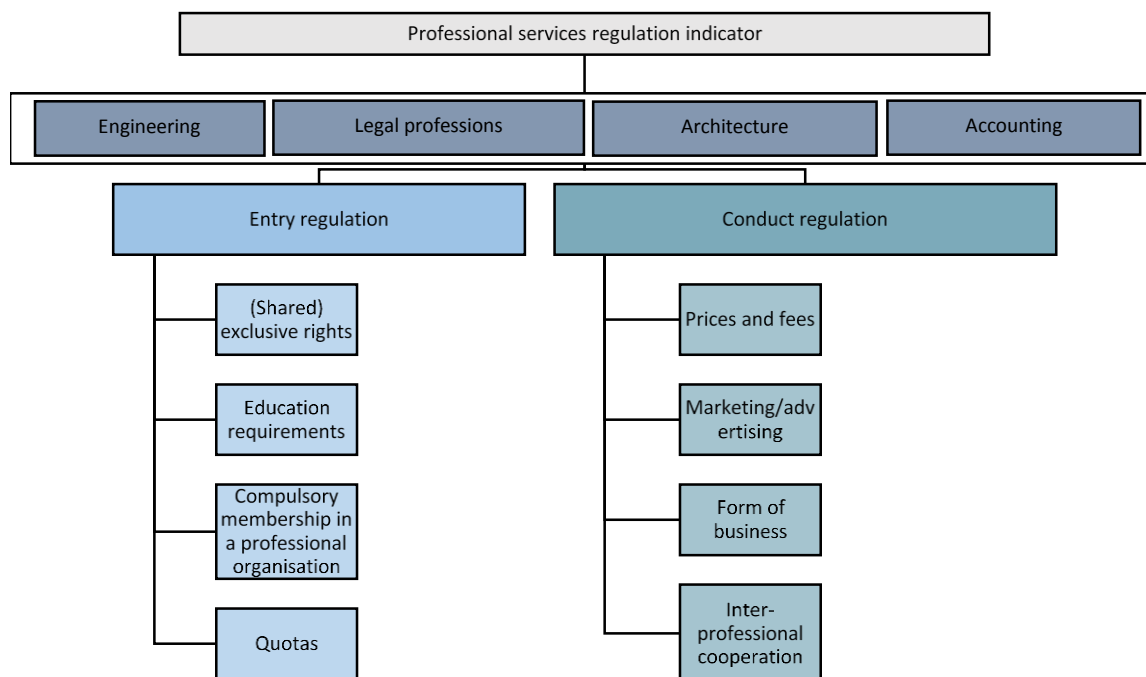 Professional services regulation indicator
Engineering
Legal professions
Architecture
Accounting
Entry regulation
Conduct regulation
(Shared)
exclusive rights
Education
requirements
Compulsory
membership in
a professional
organisation
Quotas
Prices and fees
Marketing/adv
ertising
Form of
business
Inter-
professional
cooperation